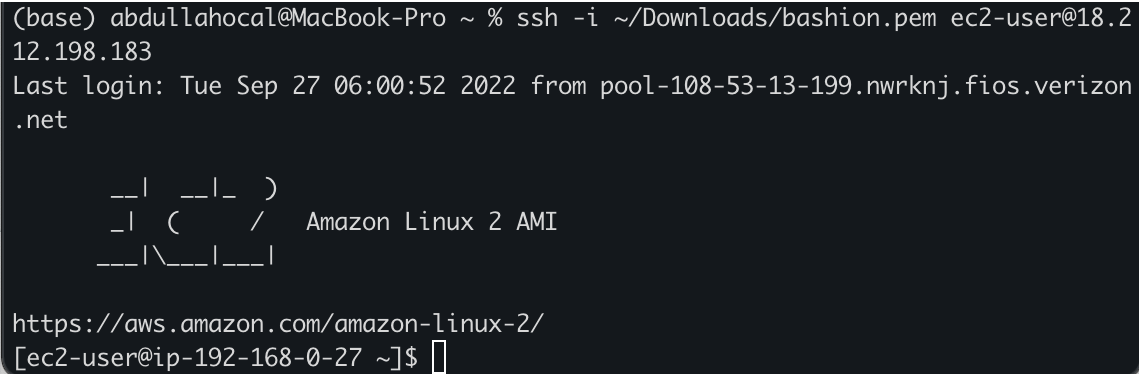 (base) abdullahocal@MacBook-Pro ~ % ssh -i ~/Downloads/bashion.pem ec2-user@18.2
12.198.183
Last login: Tue Sep 27 06:00:52 2022 from pool-108-53-13-199.nwrknj.fios.verizon
.net

       __|  __|_  )
       _|  (     /   Amazon Linux 2 AMI
      ___|\___|___|

https://aws.amazon.com/amazon-linux-2/
[ec2-user@ip-192-168-0-27 ~]$